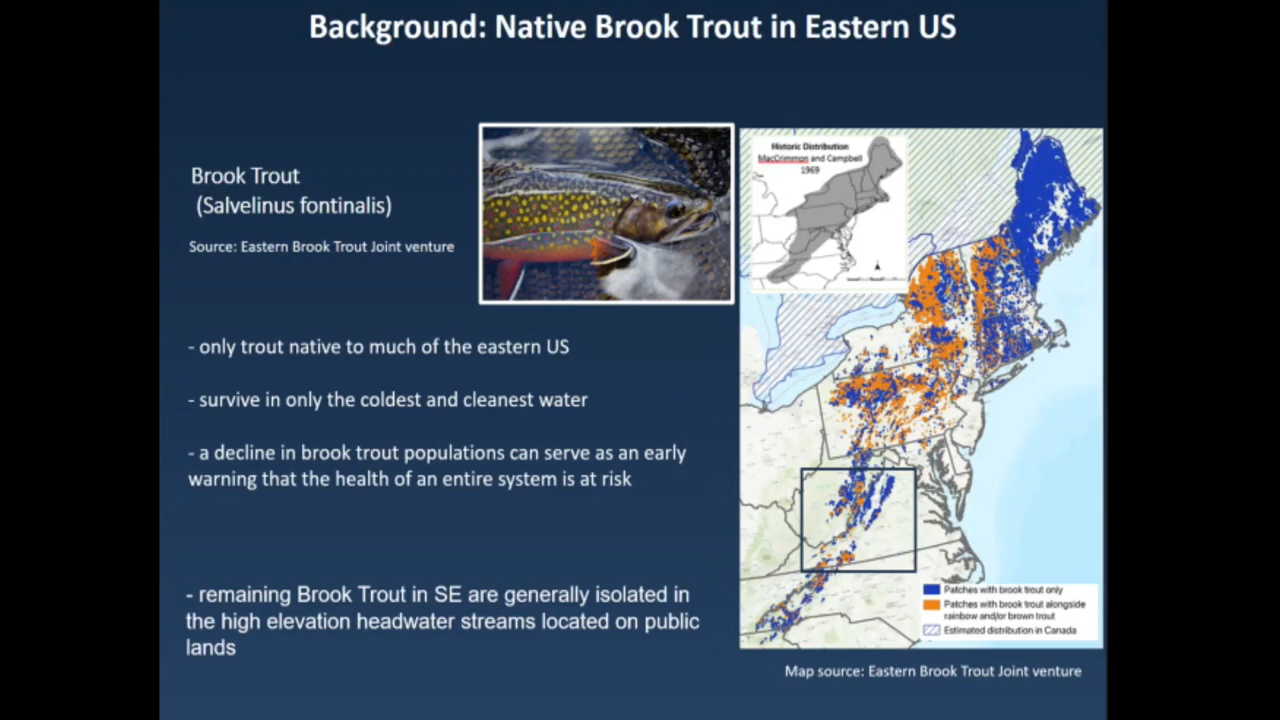 Background: Native Brook Trout in Eastern US
Brook Trout
(Salvelinus fontinalis)
Source: Eastern Brook Trout Joint venture
- only trout native to much of the eastern US
- survive in only the coldest and cleanest water
- a decline in brook trout populations can serve as an early
warning that the health of an entire system is at risk
- remaining Brook Trout in SE are generally isolated in
the high elevation headwater streams located on public
lands
Historic Distribution
MacCrimmon and Campbell
1969
Patches with brook trout only
Patches with brook trout alongside
rainbow and/or brown trout
Estimated distribution in Canada
Map source: Eastern Brook Trout Joint venture